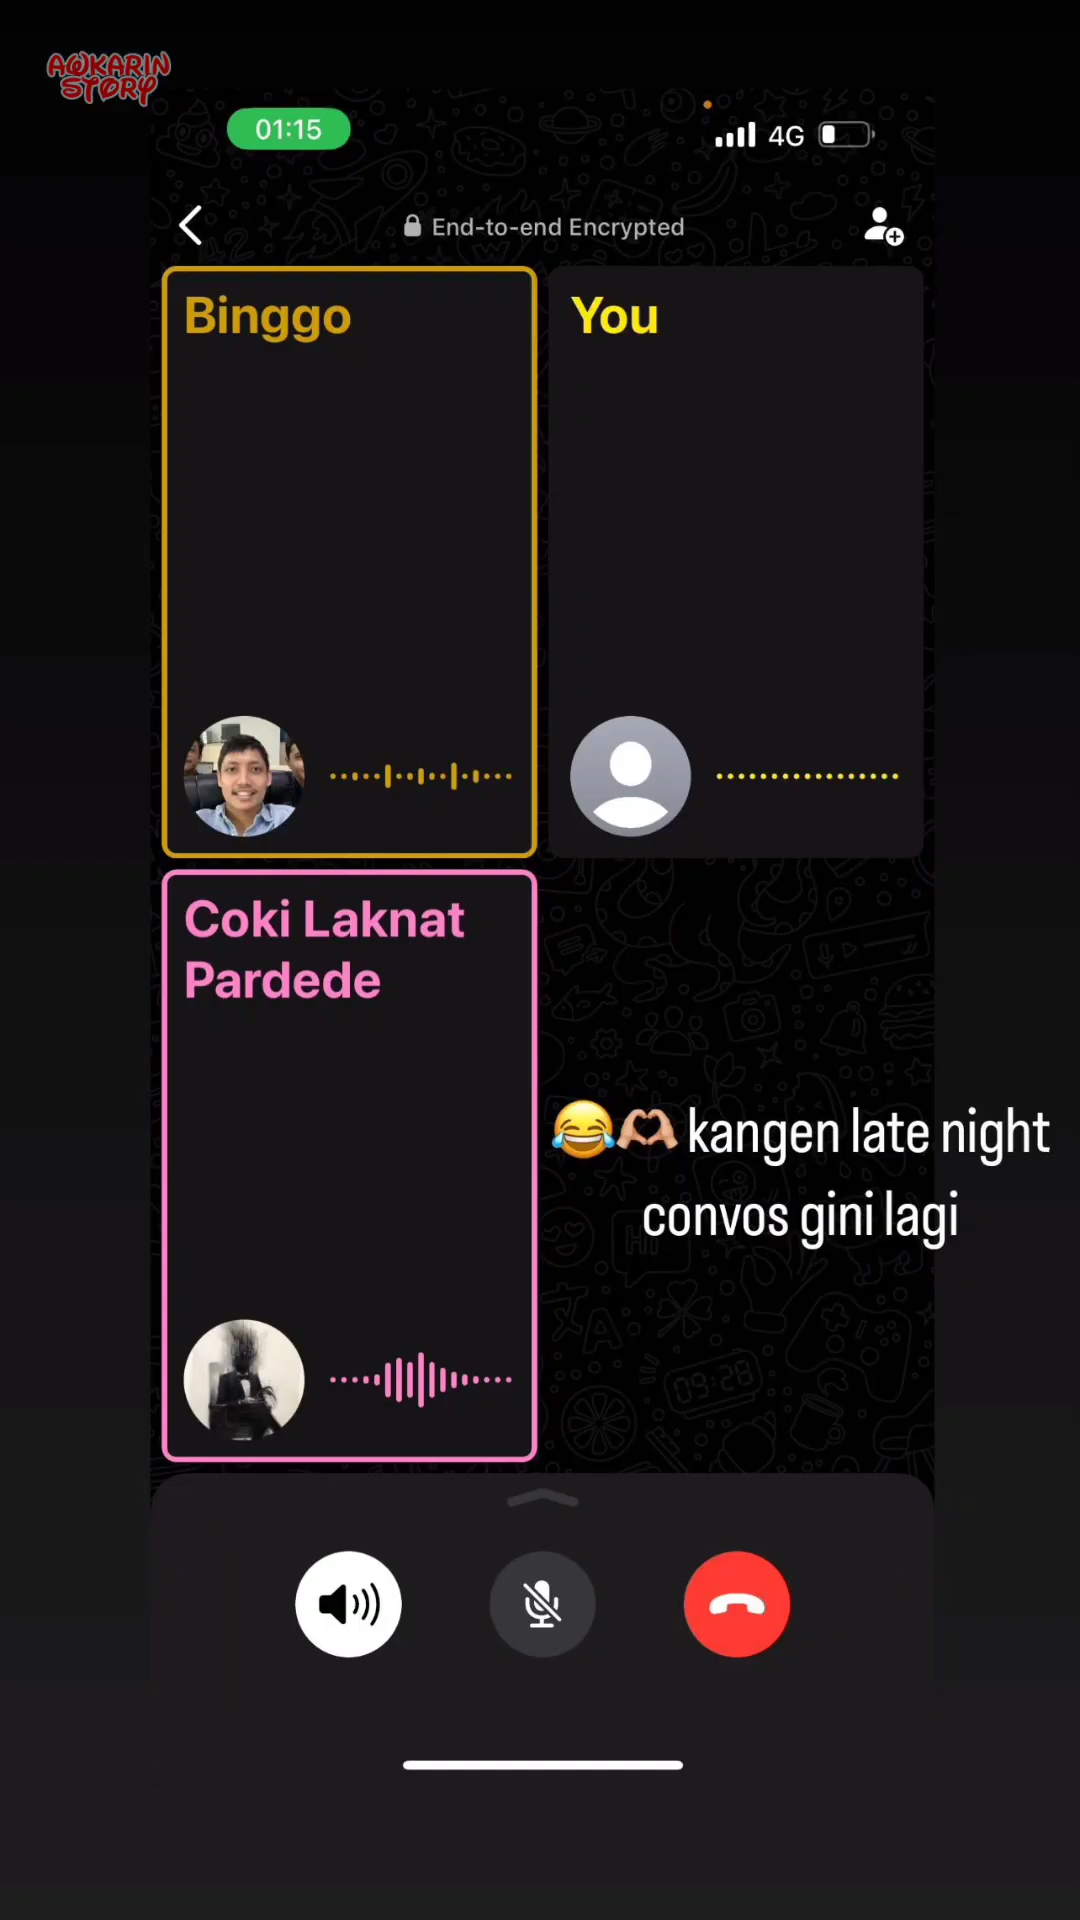 AWKARIN
STORY
01:15
4G
End-to-end Encrypted
Binggo
You
Coki Laknat
Pardede
😂🫶🏼 kangen late night
convos gini lagi